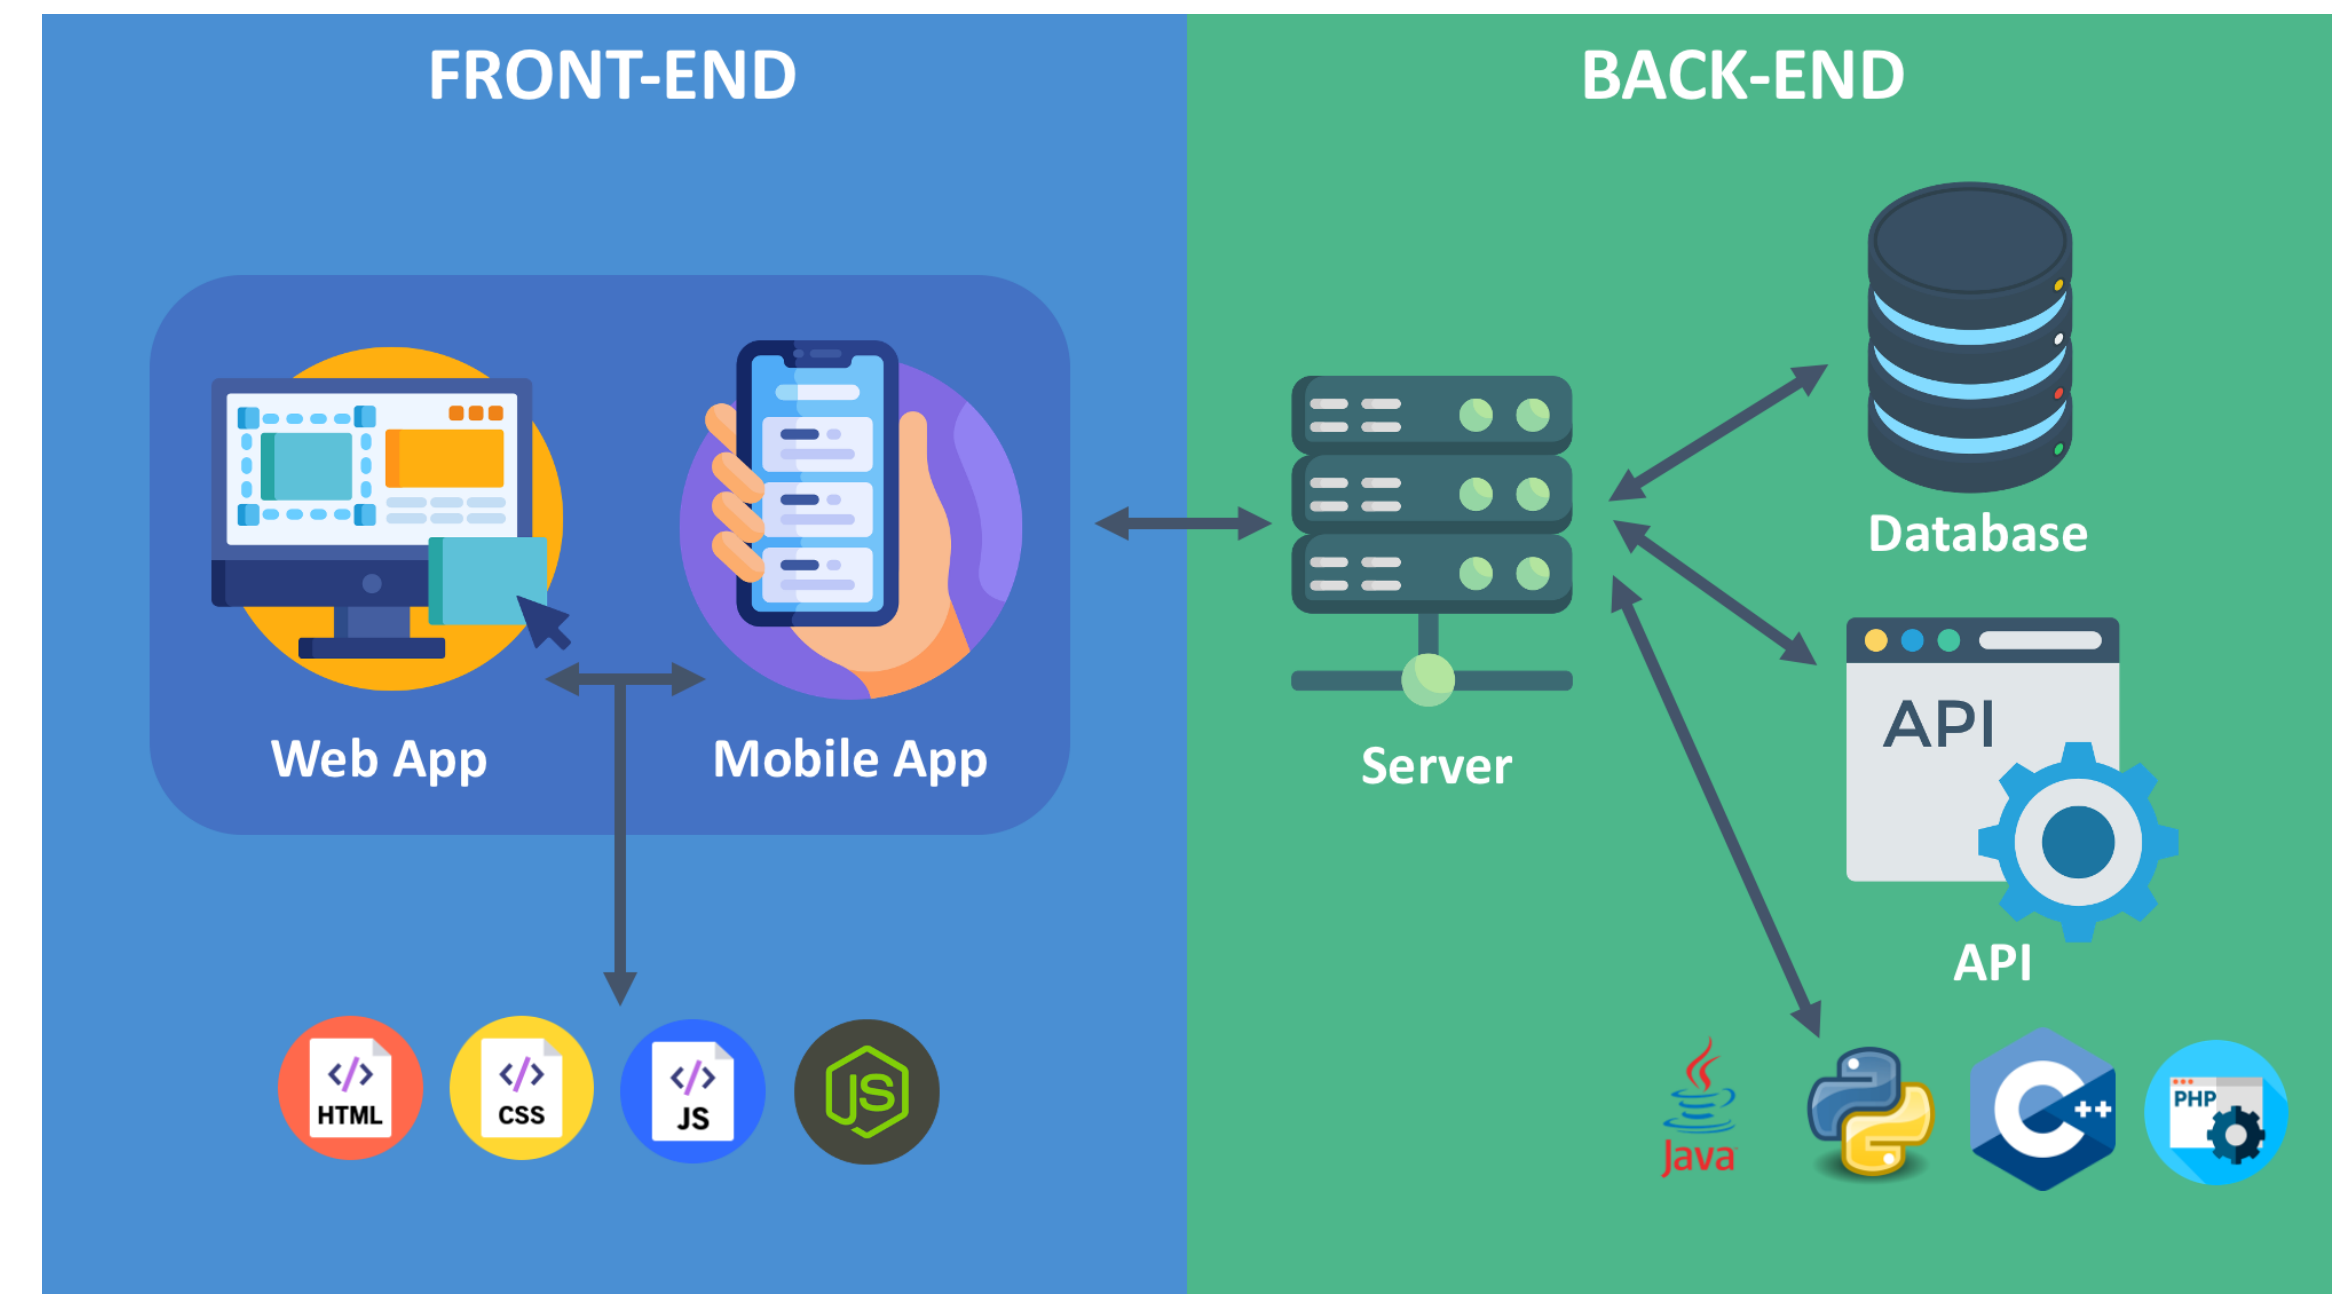 FRONT-END
BACK-END
Web App
Mobile App
Server
Database
API
API
HTML
CSS
JS
JS
Java
C++
PHP